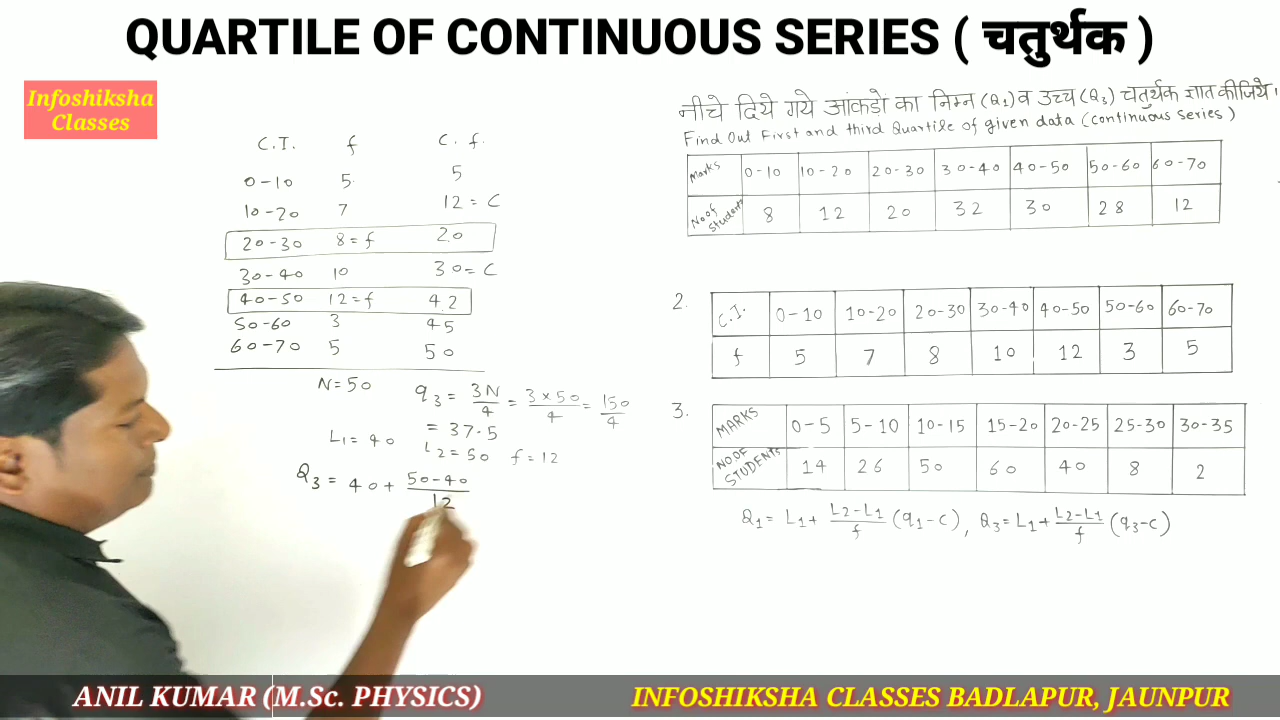 QUARTILE OF CONTINUOUS SERIES ( चतुर्थक )
Infoshiksha
Classes
C.I. f C.f.
0-10 5 5
10-20 7 12 = C
20-30 8 = f 20
30-40 10 30 = C
40-50 12 = f 42
50-60 3 45
60-70 5 50
N = 50
q₃ = 3N/4 = 3×50/4 = 150/4
= 37.5
L₁ = 40
L₂ = 50 f = 12
Q₃ = 40 + 50-40/12
नीचे दिये गये आंकड़ो का निम्न (Q₁) व उच्च (Q₃) चतुर्थक ज्ञात कीजिये।
Find Out First and third Quartile of given data (continuous series)
Marks 0-10 10-20 20-30 30-40 40-50 50-60 60-70
No of Students 8 12 20 32 30 28 12
2.
C.I. 0-10 10-20 20-30 30-40 40-50 50-60 60-70
f 5 7 8 10 12 3 5
3.
MARKS 0-5 5-10 10-15 15-20 20-25 25-30 30-35
NO OF STUDENTS 14 26 50 60 40 8 2
Q₁ = L₁ + L₂-L₁/f (q₁-c), Q₃ = L₁ + L₂-L₁/f (q₃-c)
ANIL KUMAR (M.Sc. PHYSICS)
INFOSHIKSHA CLASSES BADLAPUR, JAUNPUR